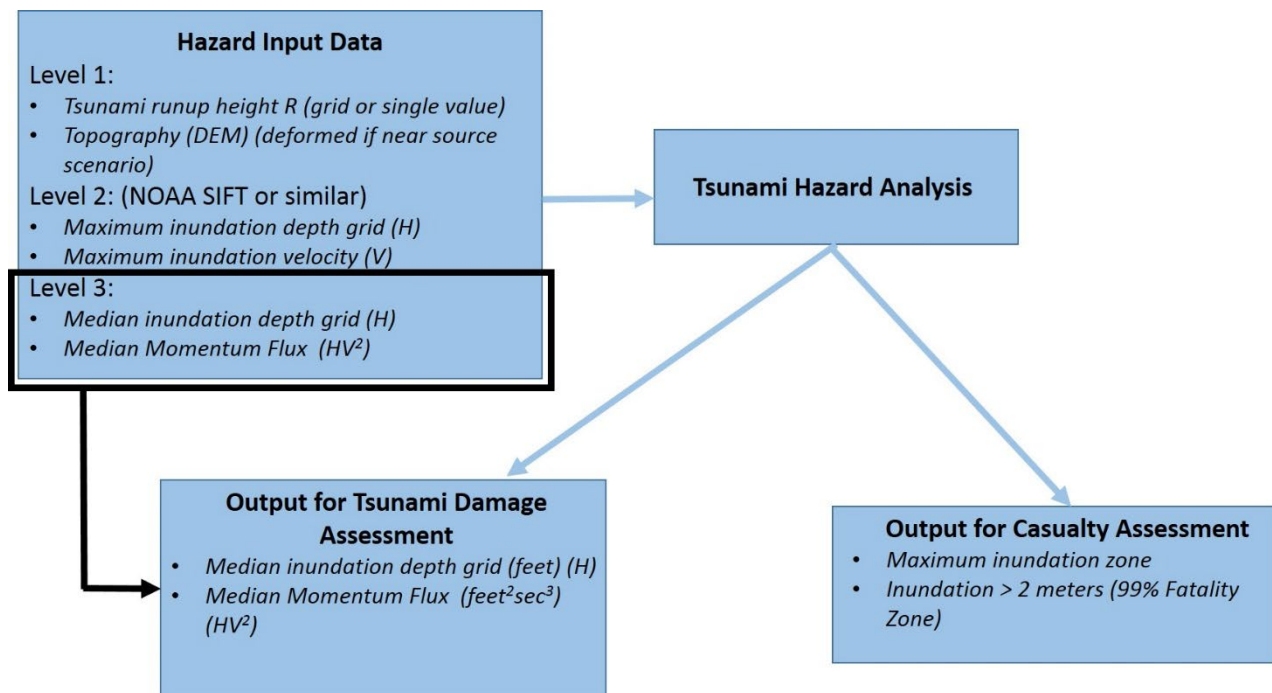 Hazard Input Data
Level 1:
• Tsunami runup height R (grid or single value)
• Topography (DEM) (deformed if near source
scenario)
Level 2: (NOAA SIFT or similar)
• Maximum inundation depth grid (H)
• Maximum inundation velocity (V)
Level 3:
• Median inundation depth grid (H)
• Median Momentum Flux (HV²)
Tsunami Hazard Analysis
Output for Tsunami Damage
Assessment
• Median inundation depth grid (feet) (H)
• Median Momentum Flux (feet²sec³)
(HV²)
Output for Casualty Assessment
• Maximum inundation zone
• Inundation > 2 meters (99% Fatality
Zone)